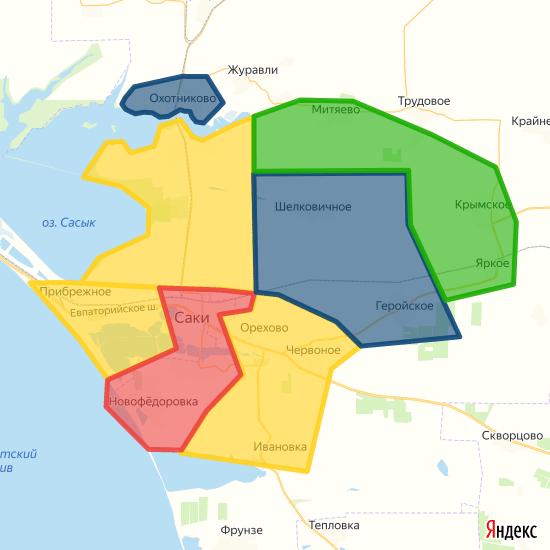 Журавли
Охотниково
Митяево
Трудовое
Крайне
Шелковичное
Крымское
оз. Сасык
Яркое
Прибрежное
Евпаторийское ш.
Геройское
Саки
Орехово
Червоное
Новофёдоровка
Скворцово
Ивановка
тский
ив
Фрунзе
Тепловка
Яндекс